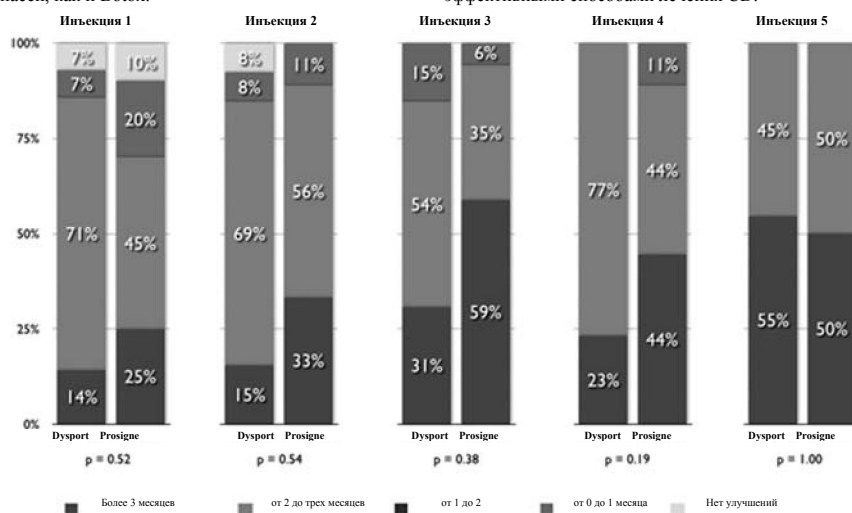 Инъекция 1 Инъекция 2 Инъекция 3 Инъекция 4 Инъекция 5
100% 7% 10% 8% 11% 15% 6% 11%
7% 20% 8%
75% 45% 50%
71% 45% 69% 56% 54% 35% 77% 44%
50%
25% 14% 25% 15% 33% 31% 59% 23% 44% 55% 50%
0%
Dysport Prosigne Dysport Prosigne Dysport Prosigne Dysport Prosigne Dysport Prosigne
p = 0.52 p = 0.54 p = 0.38 p = 0.19 p = 1.00
Более 3 месяцев от 2 до трех месяцев от 1 до 2 от 0 до 1 месяца Нет улучшений